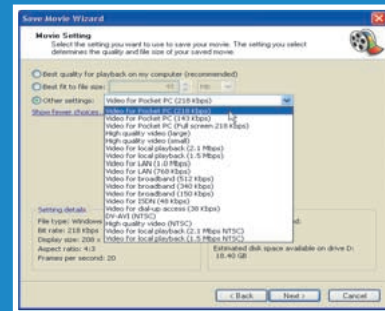 Save Movie Wizard
Movie Setting
Select the setting you want to use to save your movie. The setting you select
determines the quality and file size of your saved movie.
Best quality for playback on my computer (recommended)
Best fit to file size:
Other settings: Video for Pocket PC (218 Kbps)
Show fewer choices
Video for Pocket PC (218 Kbps)
Video for Pocket PC (143 Kbps)
Video for Pocket PC (Full screen 218 Kbps)
High quality video (large)
High quality video (small)
Video for local playback (2.1 Mbps)
Video for local playback (1.5 Mbps)
Video for LAN (1.0 Mbps)
Video for LAN (768 Kbps)
Video for broadband (512 Kbps)
Video for broadband (340 Kbps)
Video for broadband (150 Kbps)
Video for ISDN (48 Kbps)
Video for dial-up access (38 Kbps)
DV-AVI (NTSC)
High quality video (NTSC)
Video for local playback (2.1 Mbps NTSC)
Video for local playback (1.5 Mbps NTSC)
Setting details
File type: Windows
Bit rate: 218 Kbps
Display size: 208 x
Aspect ratio: 4:3
Frames per second: 20
Estimated disk space available on drive D:
18.40 GB
< Back
Next >
Cancel